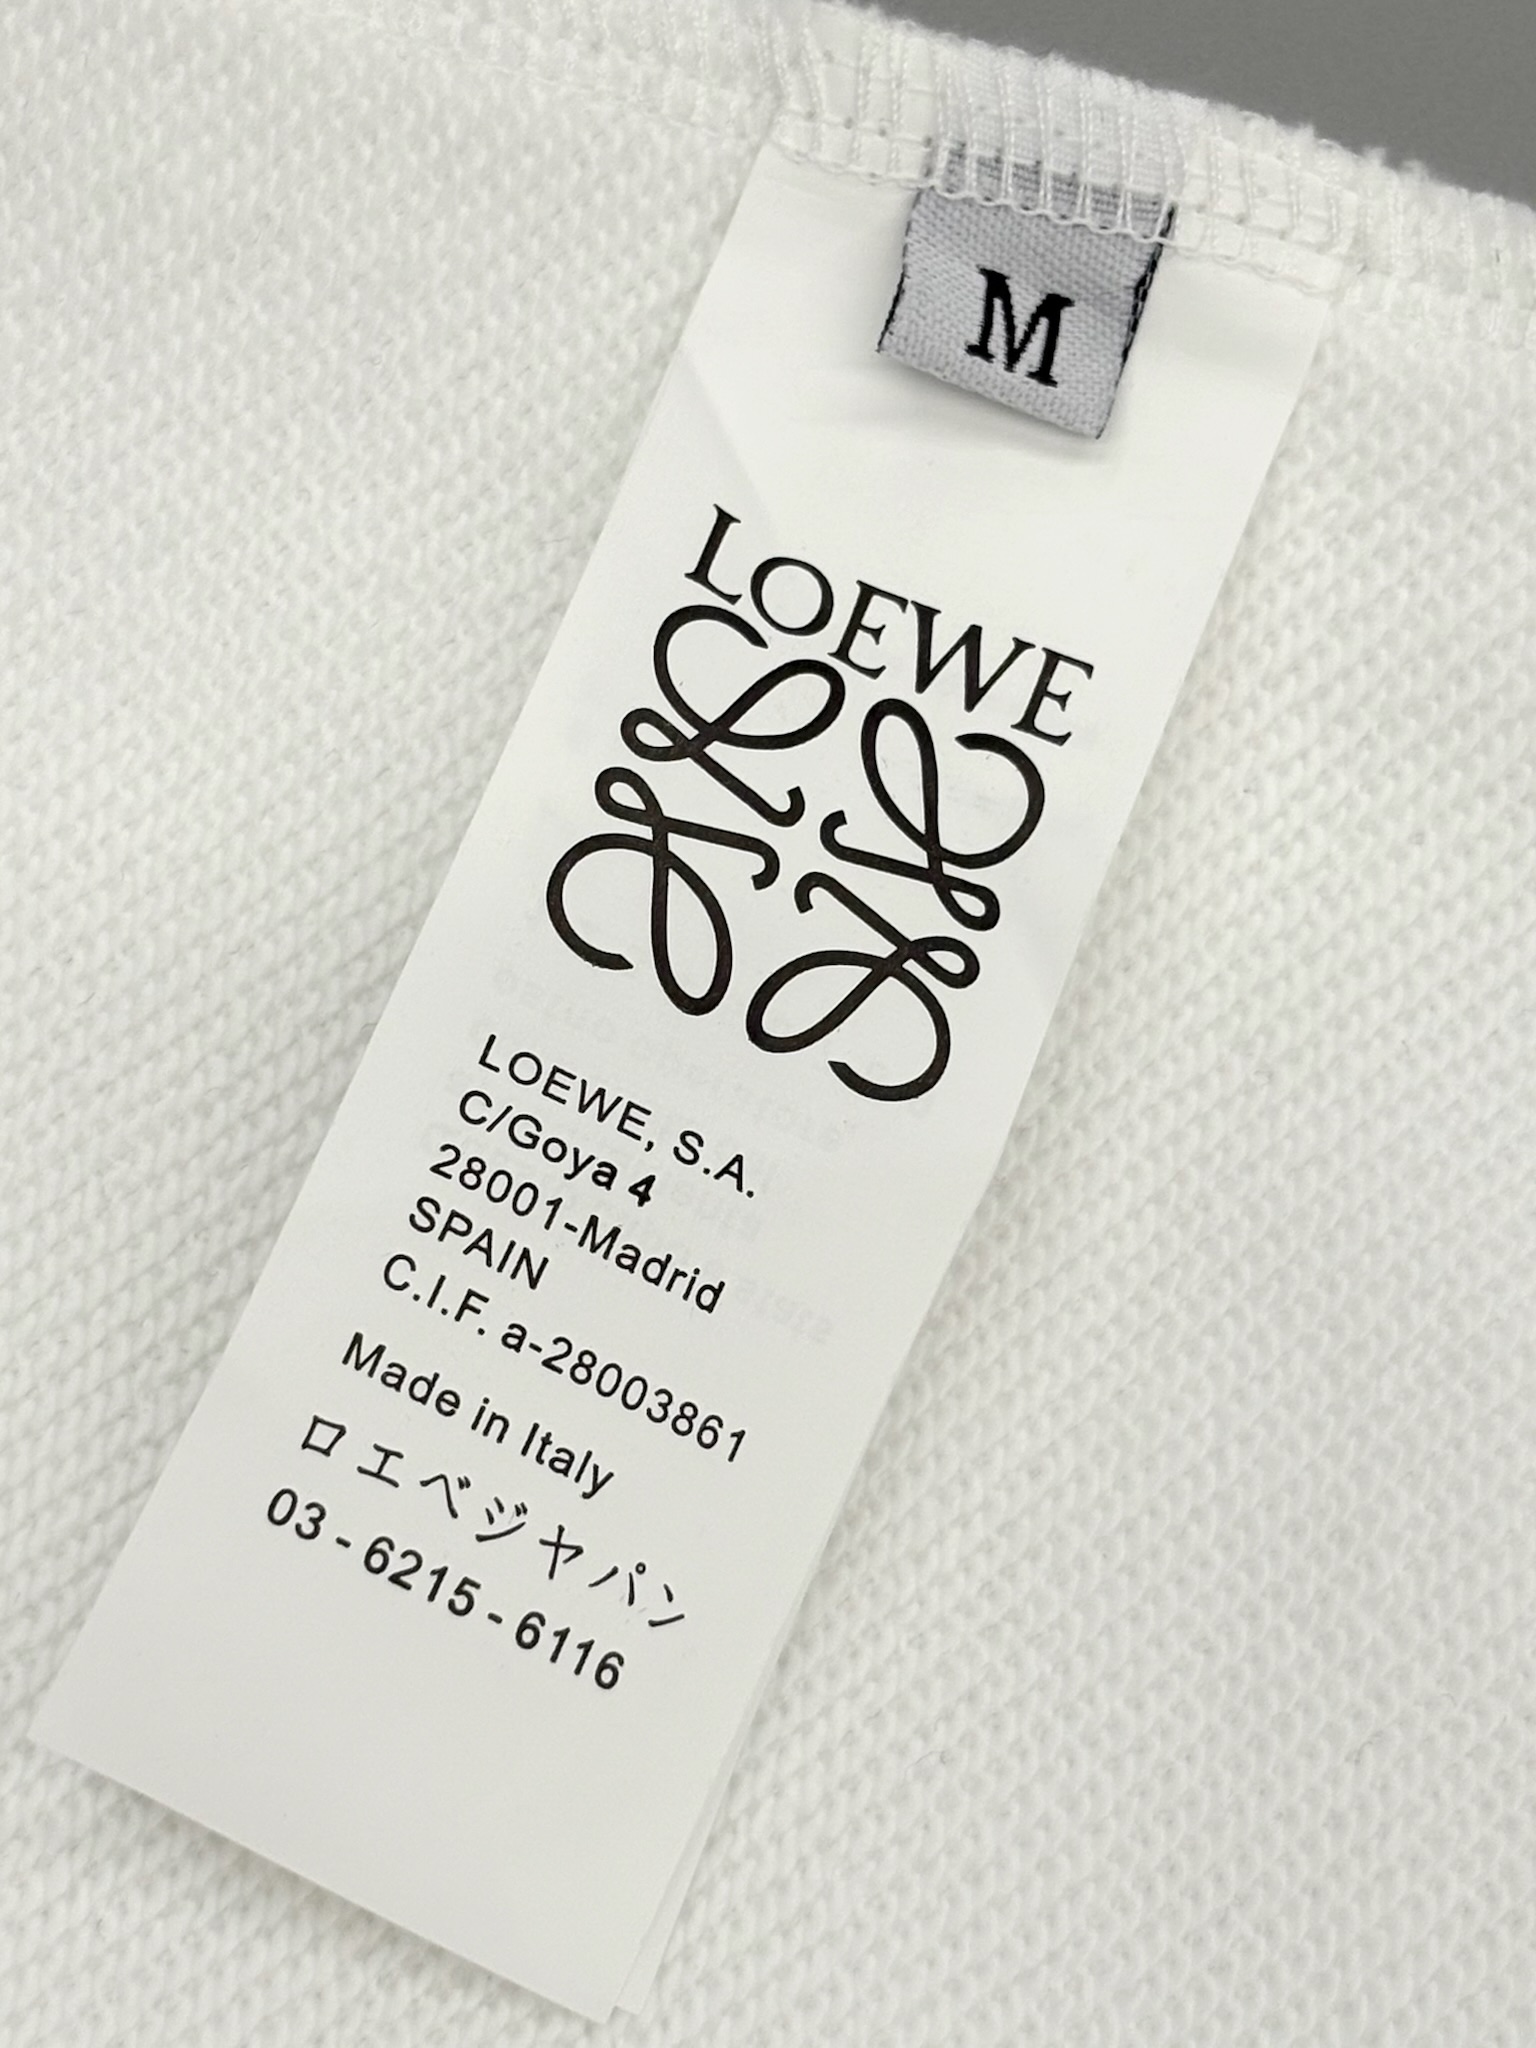 M
LOEWE
LOEWE, S.A.
C/Goya 4
28001-Madrid
SPAIN
C.I.F. a-28003861
Made in Italy
ロエベジャパン
03-6215-6116